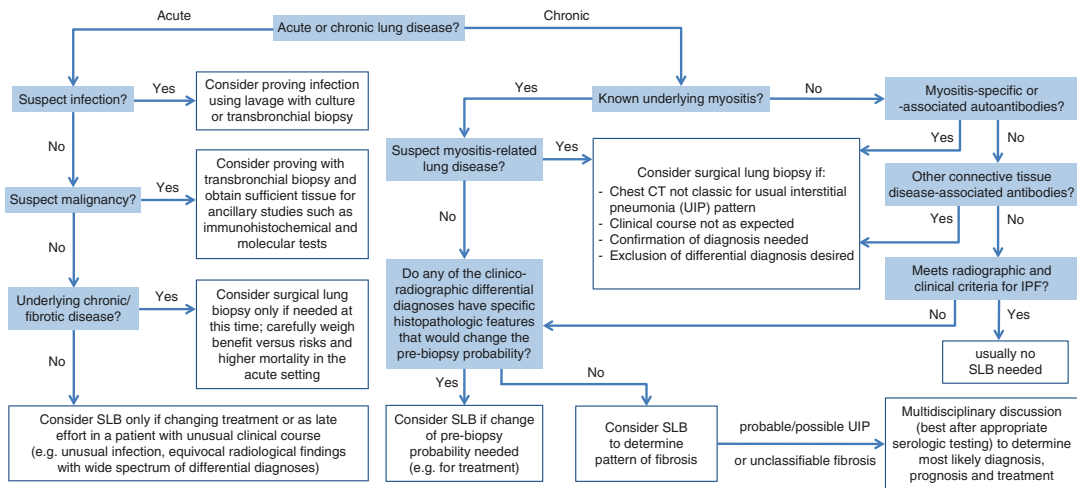 Acute
Chronic
Acute or chronic lung disease?
Suspect infection?
Yes
Consider proving infection
using lavage with culture
or transbronchial biopsy
No
Suspect malignancy?
Yes
Consider proving with
transbronchial biopsy and
obtain sufficient tissue for
ancillary studies such as
immunohistochemical and
molecular tests
No
Underlying chronic/
fibrotic disease?
Yes
Consider surgical lung
biopsy only if needed at
this time; carefully weigh
benefit versus risks and
higher mortality in the
acute setting
No
Consider SLB only if changing treatment or as late
effort in a patient with unusual clinical course
(e.g. unusual infection, equivocal radiological findings
with wide spectrum of differential diagnoses)
Known underlying myositis?
Yes
No
Suspect myositis-related
lung disease?
Yes
Consider surgical lung biopsy if:
- Chest CT not classic for usual interstitial
pneumonia (UIP) pattern
- Clinical course not as expected
- Confirmation of diagnosis needed
- Exclusion of differential diagnosis desired
No
Do any of the clinico-
radiographic differential
diagnoses have specific
histopathologic features
that would change the
pre-biopsy probability?
Yes
No
Consider SLB if change
of pre-biopsy
probability needed
(e.g. for treatment)
Consider SLB
to determine
pattern of fibrosis
probable/possible UIP
or unclassifiable fibrosis
Multidisciplinary discussion
(best after appropriate
serologic testing) to determine
most likely diagnosis,
prognosis and treatment
Myositis-specific or
-associated autoantibodies?
Yes
No
Other connective tissue
disease-associated antibodies?
Yes
No
Meets radiographic and
clinical criteria for IPF?
No
Yes
usually no
SLB needed